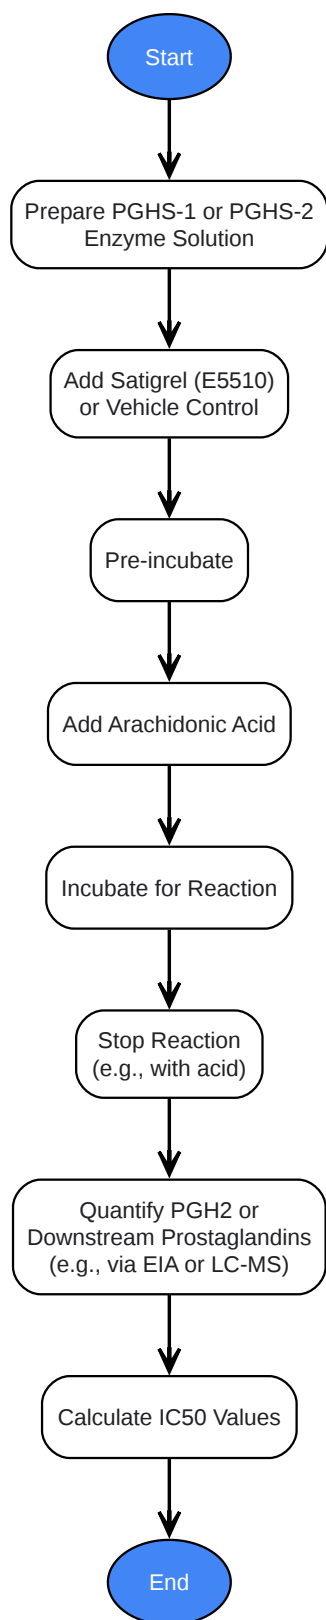 Start
Prepare PGHS-1 or PGHS-2
Enzyme Solution
Add Satigrel (E5510)
or Vehicle Control
Pre-incubate
Add Arachidonic Acid
Incubate for Reaction
Stop Reaction
(e.g., with acid)
Quantify PGH2 or
Downstream Prostaglandins
(e.g., via EIA or LC-MS)
Calculate IC50 Values
End